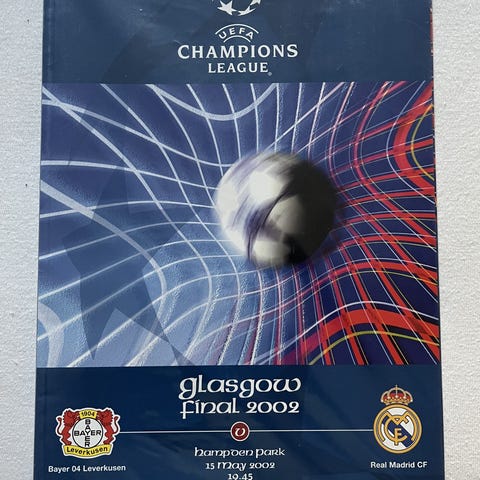 UEFA
CHAMPIONS
LEAGUE®
glasgow
final 2002
hampden park
15 may 2002
19.45
1904
BAYER
BAYER
Leverkusen
Bayer 04 Leverkusen
Real Madrid CF